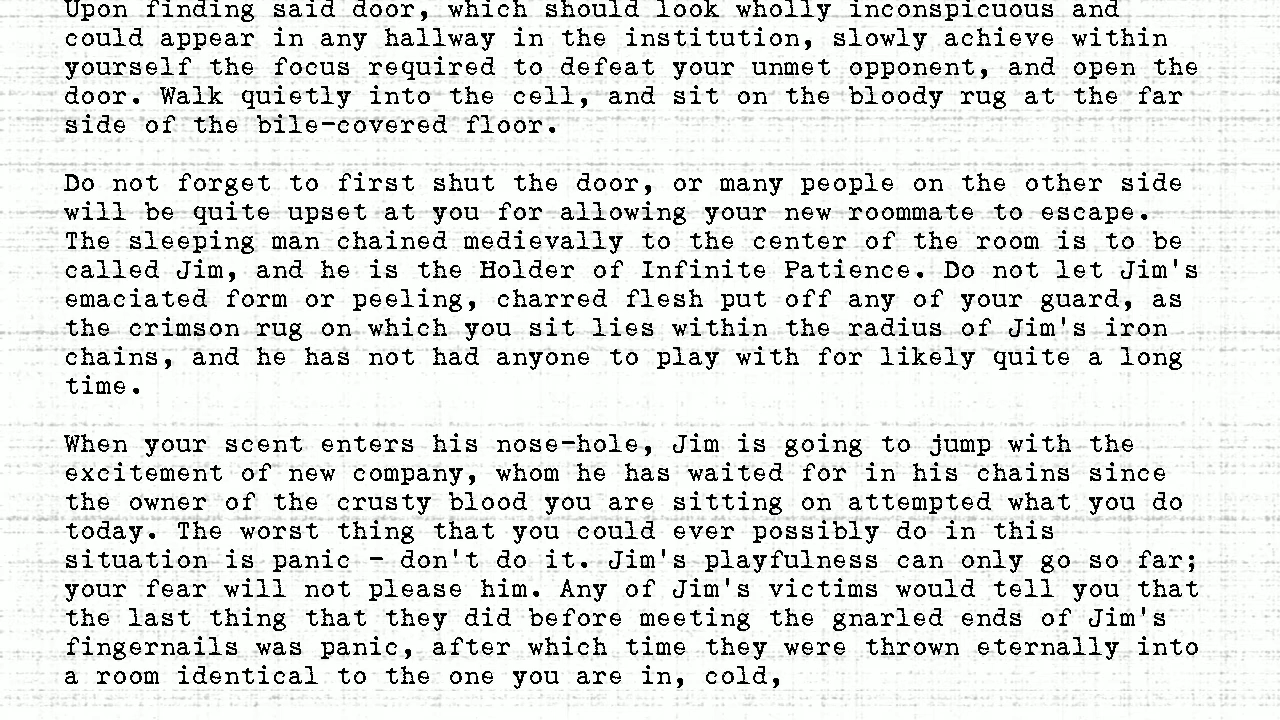 Upon finding said door, which should look wholly inconspicuous and
could appear in any hallway in the institution, slowly achieve within
yourself the focus required to defeat your unmet opponent, and open the
door. Walk quietly into the cell, and sit on the bloody rug at the far
side of the bile-covered floor.

Do not forget to first shut the door, or many people on the other side
will be quite upset at you for allowing your new roommate to escape.
The sleeping man chained medievally to the center of the room is to be
called Jim, and he is the Holder of Infinite Patience. Do not let Jim's
emaciated form or peeling, charred flesh put off any of your guard, as
the crimson rug on which you sit lies within the radius of Jim's iron
chains, and he has not had anyone to play with for likely quite a long
time.

When your scent enters his nose-hole, Jim is going to jump with the
excitement of new company, whom he has waited for in his chains since
the owner of the crusty blood you are sitting on attempted what you do
today. The worst thing that you could ever possibly do in this
situation is panic - don't do it. Jim's playfulness can only go so far;
your fear will not please him. Any of Jim's victims would tell you that
the last thing that they did before meeting the gnarled ends of Jim's
fingernails was panic, after which time they were thrown eternally into
a room identical to the one you are in, cold,